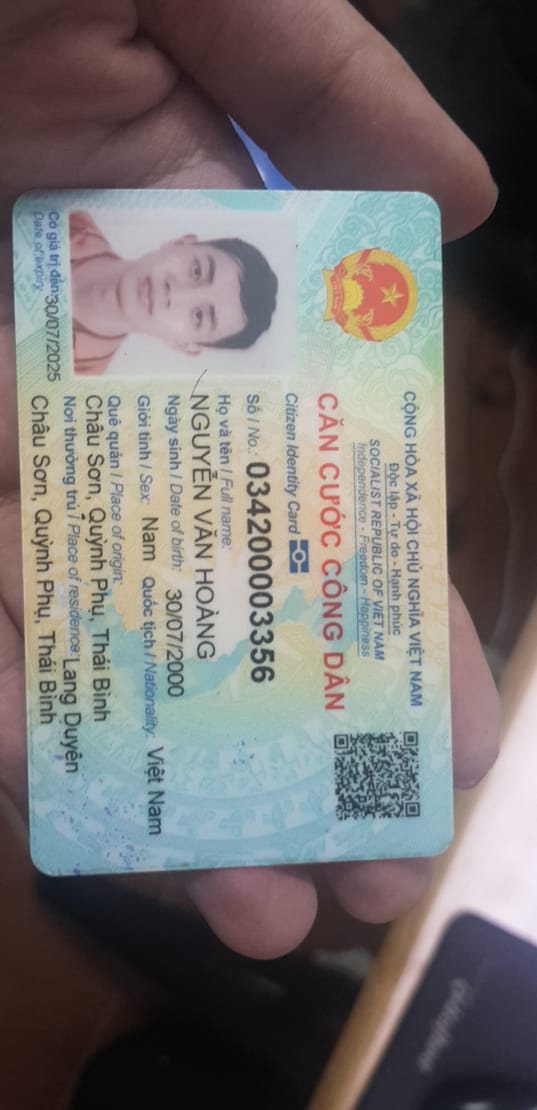 CỘNG HÒA XÃ HỘI CHỦ NGHĨA VIỆT NAM
Độc lập - Tự do - Hạnh phúc
SOCIALIST REPUBLIC OF VIET NAM
Independence - Freedom - Happiness
CĂN CƯỚC CÔNG DÂN
Citizen Identity Card
Số / No.: 034200003356
Họ và tên / Full name:
NGUYỄN VĂN HOÀNG
Ngày sinh / Date of birth: 30/07/2000
Giới tính / Sex: Nam Quốc tịch / Nationality: Việt Nam
Quê quán / Place of origin:
Châu Sơn, Quỳnh Phụ, Thái Bình
Nơi thường trú / Place of residence: Lang Duyên
Châu Sơn, Quỳnh Phụ, Thái Bình
Có giá trị đến: 30/07/2025
Date of expiry